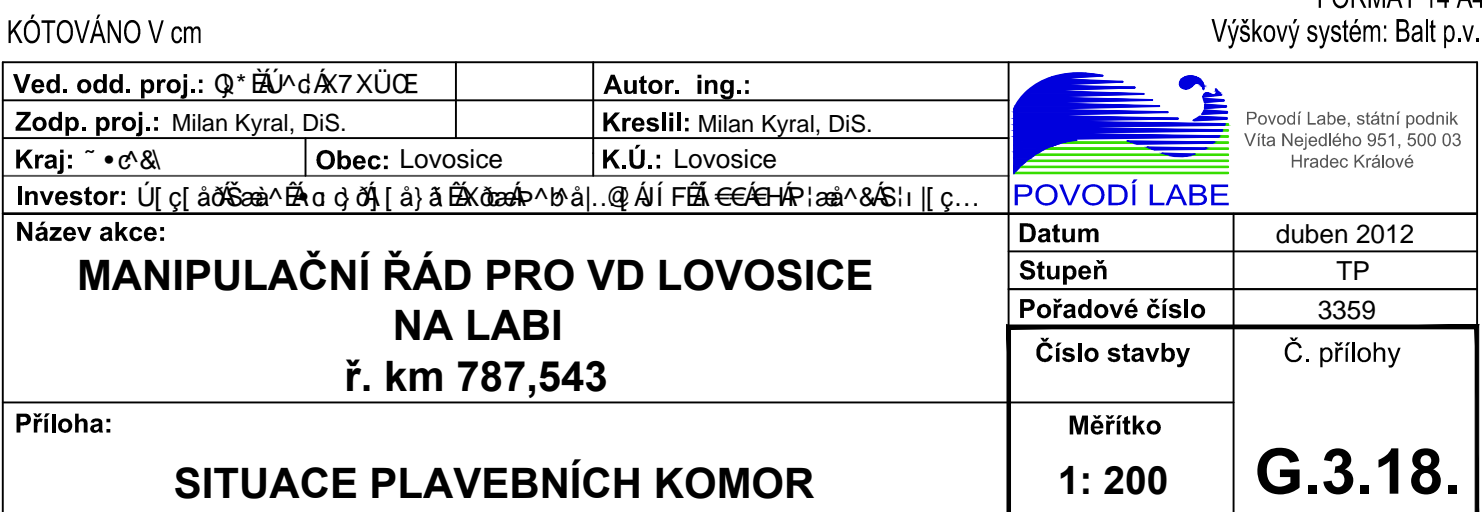 KÓTOVÁNO V cm
Výškový systém: Balt p.v.
Ved. odd. proj.:
Autor. ing.:
Zodp. proj.: Milan Kyral, DiS.
Kreslil: Milan Kyral, DiS.
Kraj:
Obec: Lovosice
K.Ú.: Lovosice
Investor:
POVODÍ LABE
Povodí Labe, státní podnik
Víta Nejedlého 951, 500 03
Hradec Králové
Název akce:
MANIPULAČNÍ ŘÁD PRO VD LOVOSICE
NA LABI
ř. km 787,543
Datum
duben 2012
Stupeň
TP
Pořadové číslo
3359
Číslo stavby
Č. přílohy
Příloha:
SITUACE PLAVEBNÍCH KOMOR
Měřítko
1: 200
G.3.18.